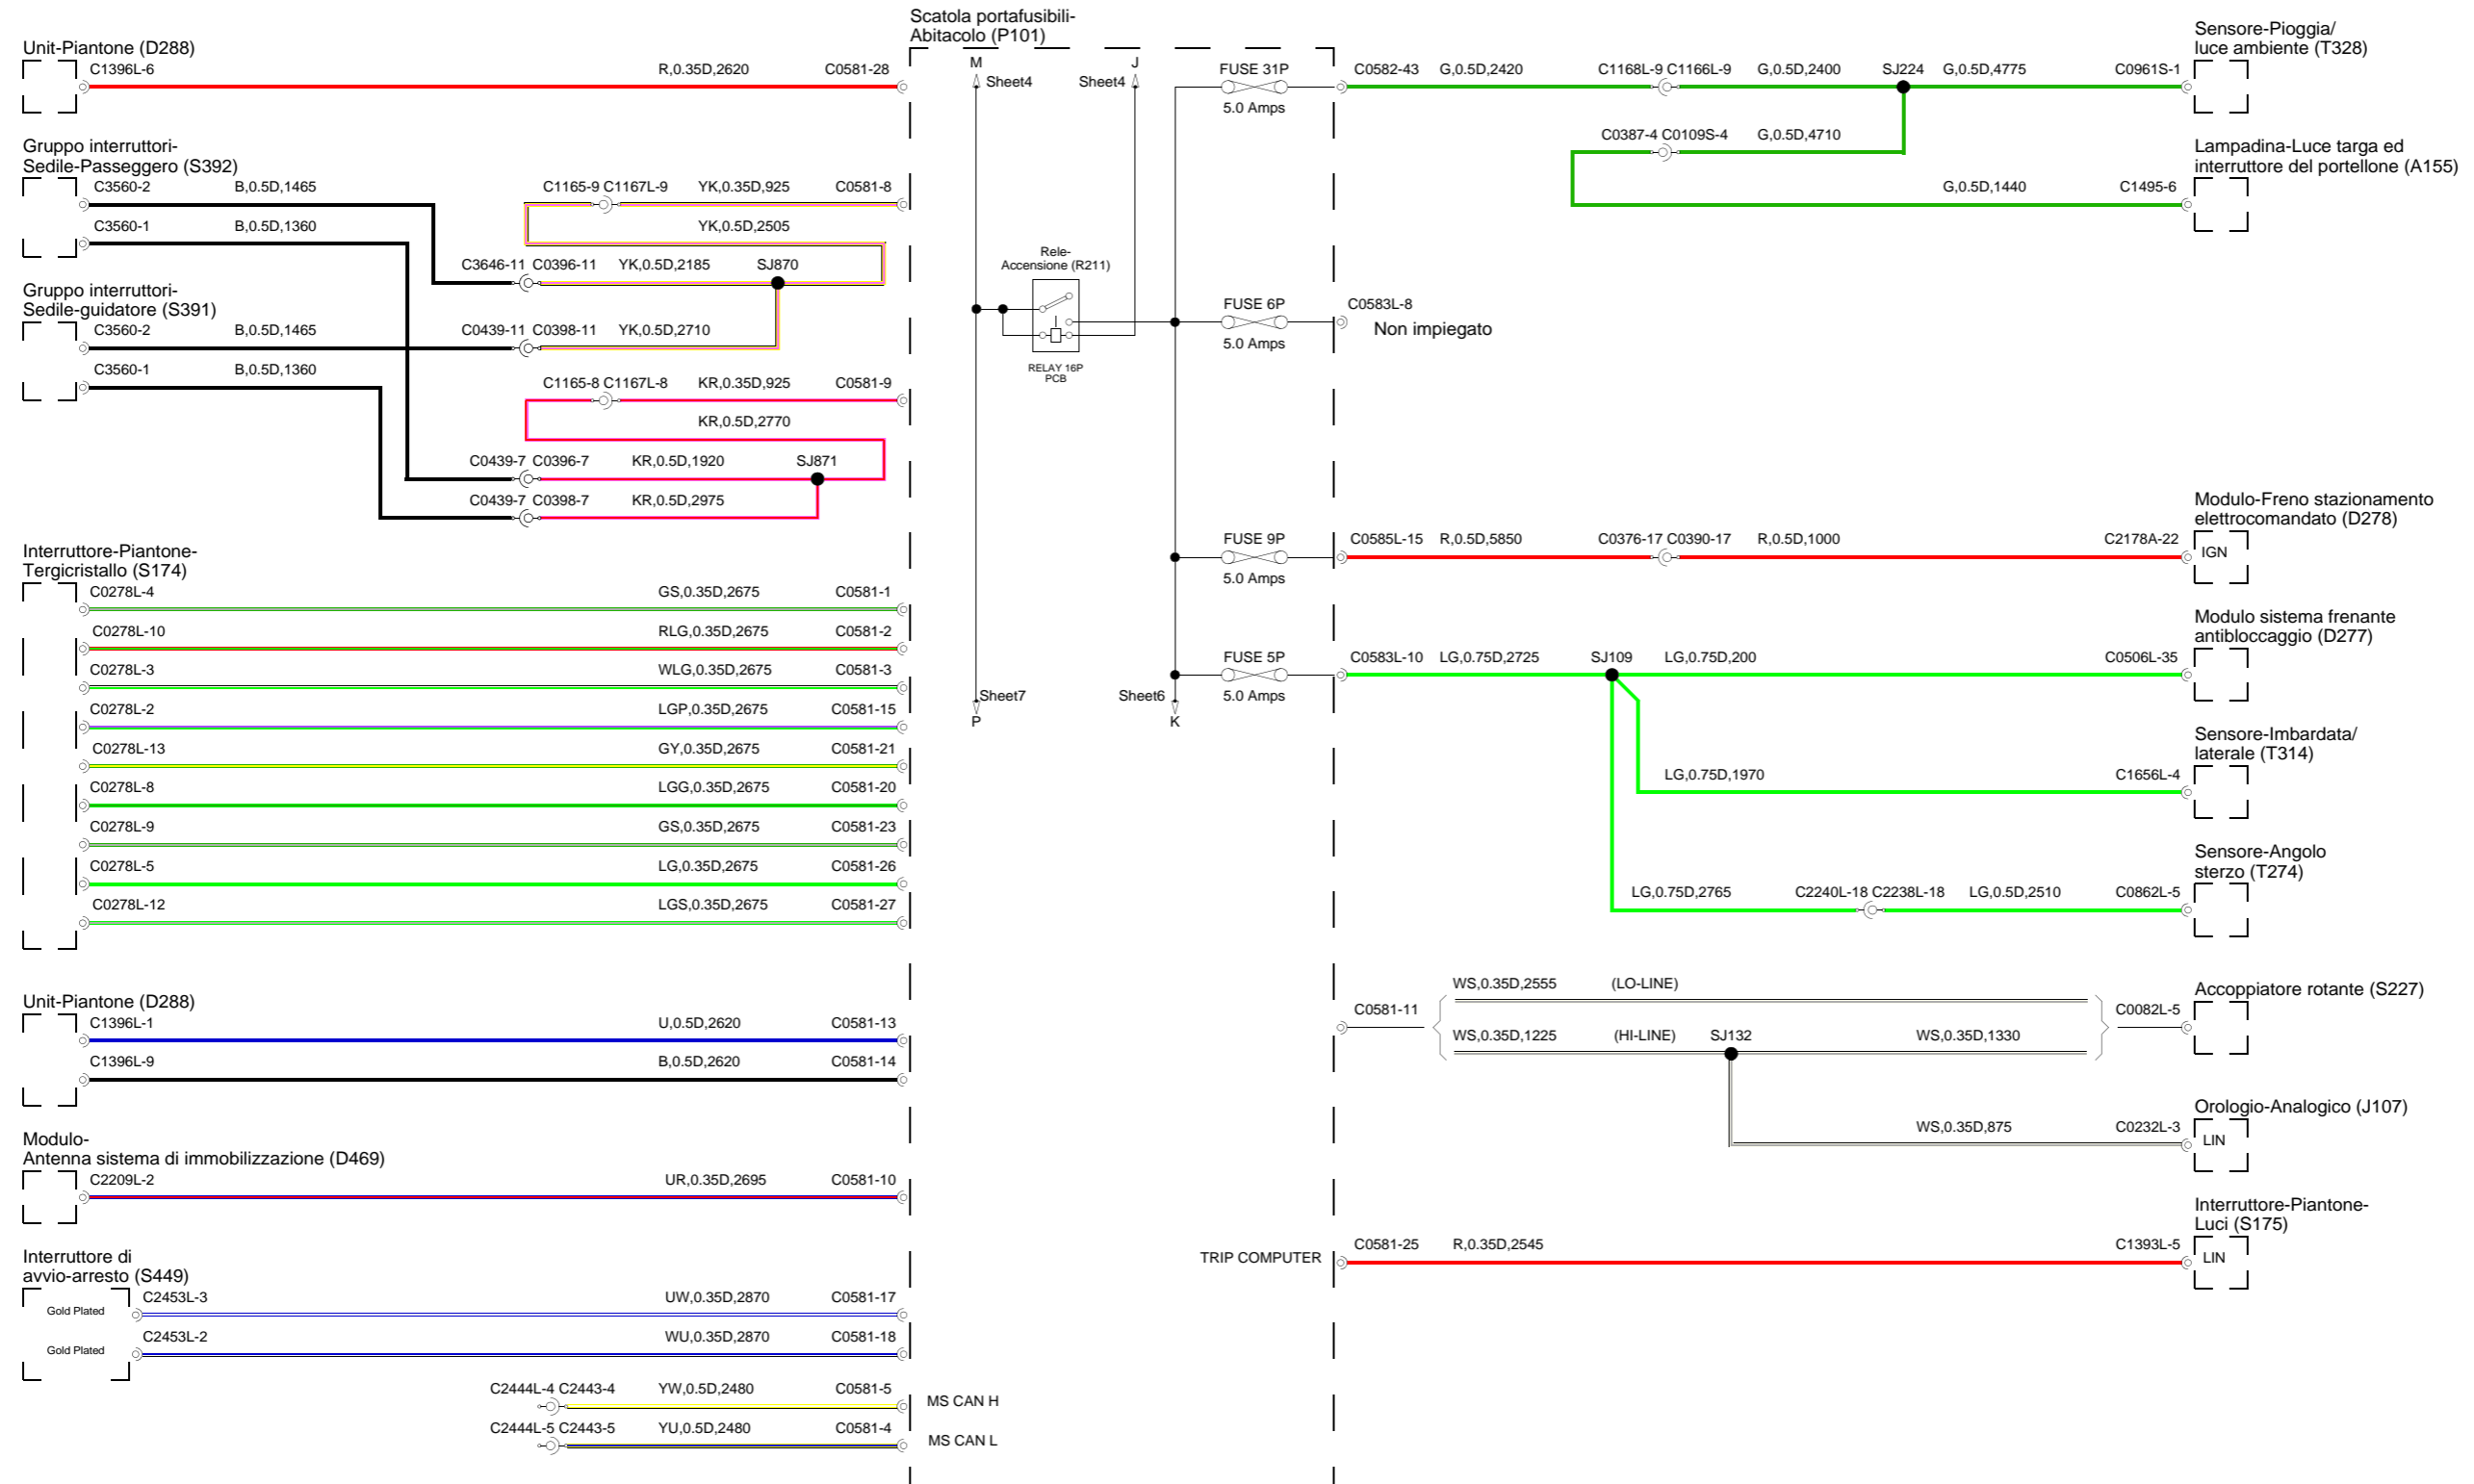 Scatola portafusibili-
Abitacolo (P101)
Unit-Piantone (D288)
C1396L-6 R,0.35D,2620 C0581-28
Gruppo interruttori-
Sedile-Passeggero (S392)
C3560-2 B,0.5D,1465
C1165-9 C1167L-9 YK,0.35D,925 C0581-8
C3560-1 B,0.5D,1360
YK,0.5D,2505
C3646-11 C0396-11 YK,0.5D,2185 SJ870
Gruppo interruttori-
Sedile-guidatore (S391)
C3560-2 B,0.5D,1465
C0439-11 C0398-11 YK,0.5D,2710
C3560-1 B,0.5D,1360
C1165-8 C1167L-8 KR,0.35D,925 C0581-9
KR,0.5D,2770
C0439-7 C0396-7 KR,0.5D,1920 SJ871
C0439-7 C0398-7 KR,0.5D,2975
Interruttore-Piantone-
Tergicristallo (S174)
C0278L-4 GS,0.35D,2675 C0581-1
C0278L-10 RLG,0.35D,2675 C0581-2
C0278L-3 WLG,0.35D,2675 C0581-3
C0278L-2 LGP,0.35D,2675 C0581-15
C0278L-13 GY,0.35D,2675 C0581-21
C0278L-8 LGG,0.35D,2675 C0581-20
C0278L-9 GS,0.35D,2675 C0581-23
C0278L-5 LG,0.35D,2675 C0581-26
C0278L-12 LGS,0.35D,2675 C0581-27
Unit-Piantone (D288)
C1396L-1 U,0.5D,2620 C0581-13
C1396L-9 B,0.5D,2620 C0581-14
Modulo-
Antenna sistema di immobilizzazione (D469)
C2209L-2 UR,0.35D,2695 C0581-10
Interruttore di
avvio-arresto (S449)
Gold Plated C2453L-3 UW,0.35D,2870 C0581-17
Gold Plated C2453L-2 WU,0.35D,2870 C0581-18
C2444L-4 C2443-4 YW,0.5D,2480 C0581-5 MS CAN H
C2444L-5 C2443-5 YU,0.5D,2480 C0581-4 MS CAN L
M J
Sheet4 Sheet4
Rele-
Accensione (R211)
RELAY 16P
PCB
Sheet7 Sheet6
P K
FUSE 31P
5.0 Amps
C0582-43 G,0.5D,2420 C1168L-9 C1166L-9 G,0.5D,2400 SJ224 G,0.5D,4775 C0961S-1
Sensore-Pioggia/
luce ambiente (T328)
C0387-4 C0109S-4 G,0.5D,4710
Lampadina-Luce targa ed
interruttore del portellone (A155)
G,0.5D,1440 C1495-6
FUSE 6P
5.0 Amps
C0583L-8
Non impiegato
FUSE 9P
5.0 Amps
C0585L-15 R,0.5D,5850 C0376-17 C0390-17 R,0.5D,1000 C2178A-22
Modulo-Freno stazionamento
elettrocomandato (D278)
IGN
FUSE 5P
5.0 Amps
C0583L-10 LG,0.75D,2725 SJ109 LG,0.75D,200 C0506L-35
Modulo sistema frenante
antibloccaggio (D277)
Sensore-Imbardata/
laterale (T314)
LG,0.75D,1970 C1656L-4
Sensore-Angolo
sterzo (T274)
LG,0.75D,2765 C2240L-18 C2238L-18 LG,0.5D,2510 C0862L-5
WS,0.35D,2555 (LO-LINE)
C0581-11
WS,0.35D,1225 (HI-LINE) SJ132 WS,0.35D,1330
C0082L-5
Accoppiatore rotante (S227)
Orologio-Analogico (J107)
WS,0.35D,875 C0232L-3 LIN
Interruttore-Piantone-
Luci (S175)
TRIP COMPUTER C0581-25 R,0.35D,2545 C1393L-5 LIN